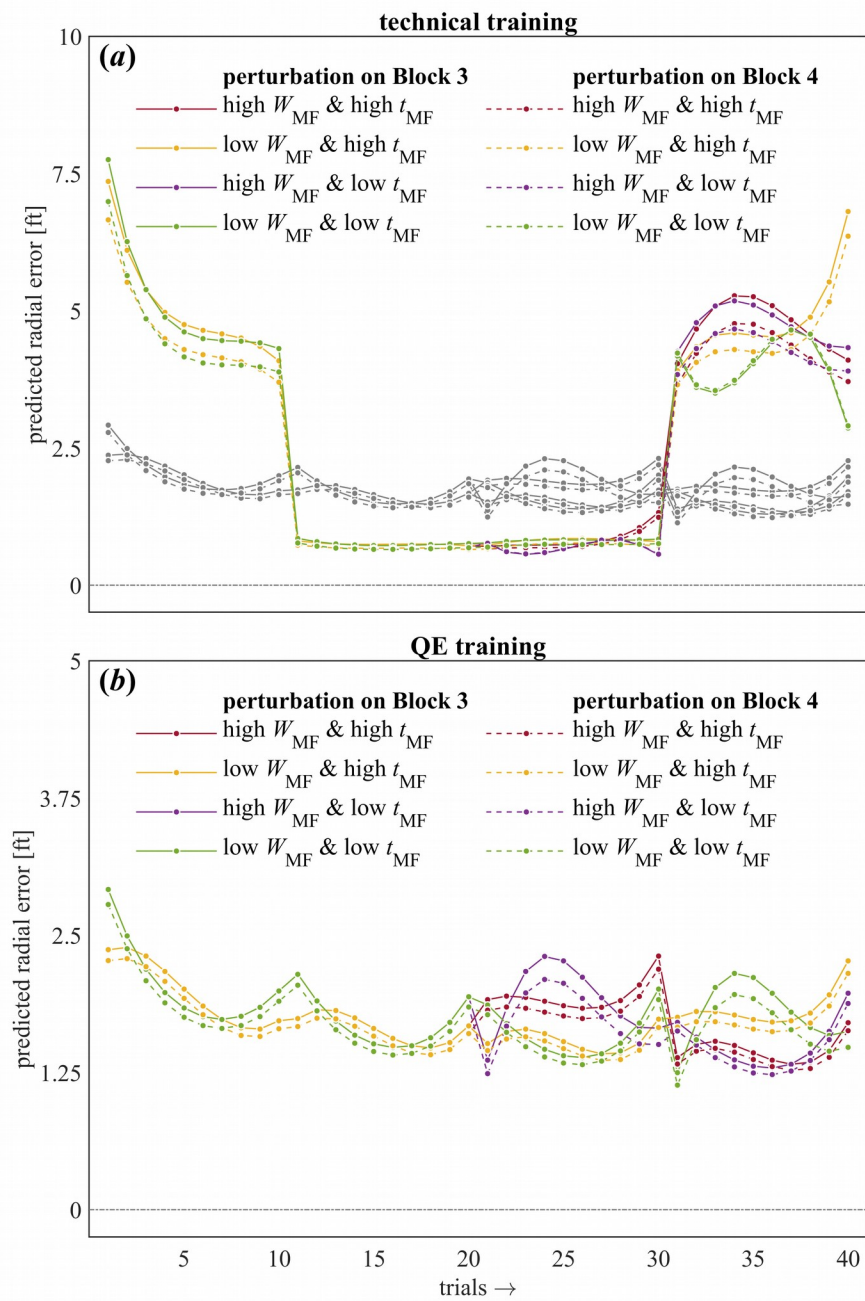 technical training
(a)
perturbation on Block 3 perturbation on Block 4
high W_MF & high t_MF high W_MF & high t_MF
low W_MF & high t_MF low W_MF & high t_MF
high W_MF & low t_MF high W_MF & low t_MF
low W_MF & low t_MF low W_MF & low t_MF
predicted radial error [ft]
10
7.5
5
2.5
0
QE training
(b)
perturbation on Block 3 perturbation on Block 4
high W_MF & high t_MF high W_MF & high t_MF
low W_MF & high t_MF low W_MF & high t_MF
high W_MF & low t_MF high W_MF & low t_MF
low W_MF & low t_MF low W_MF & low t_MF
predicted radial error [ft]
5
3.75
2.5
1.25
0
5 10 15 20 25 30 35 40
trials →